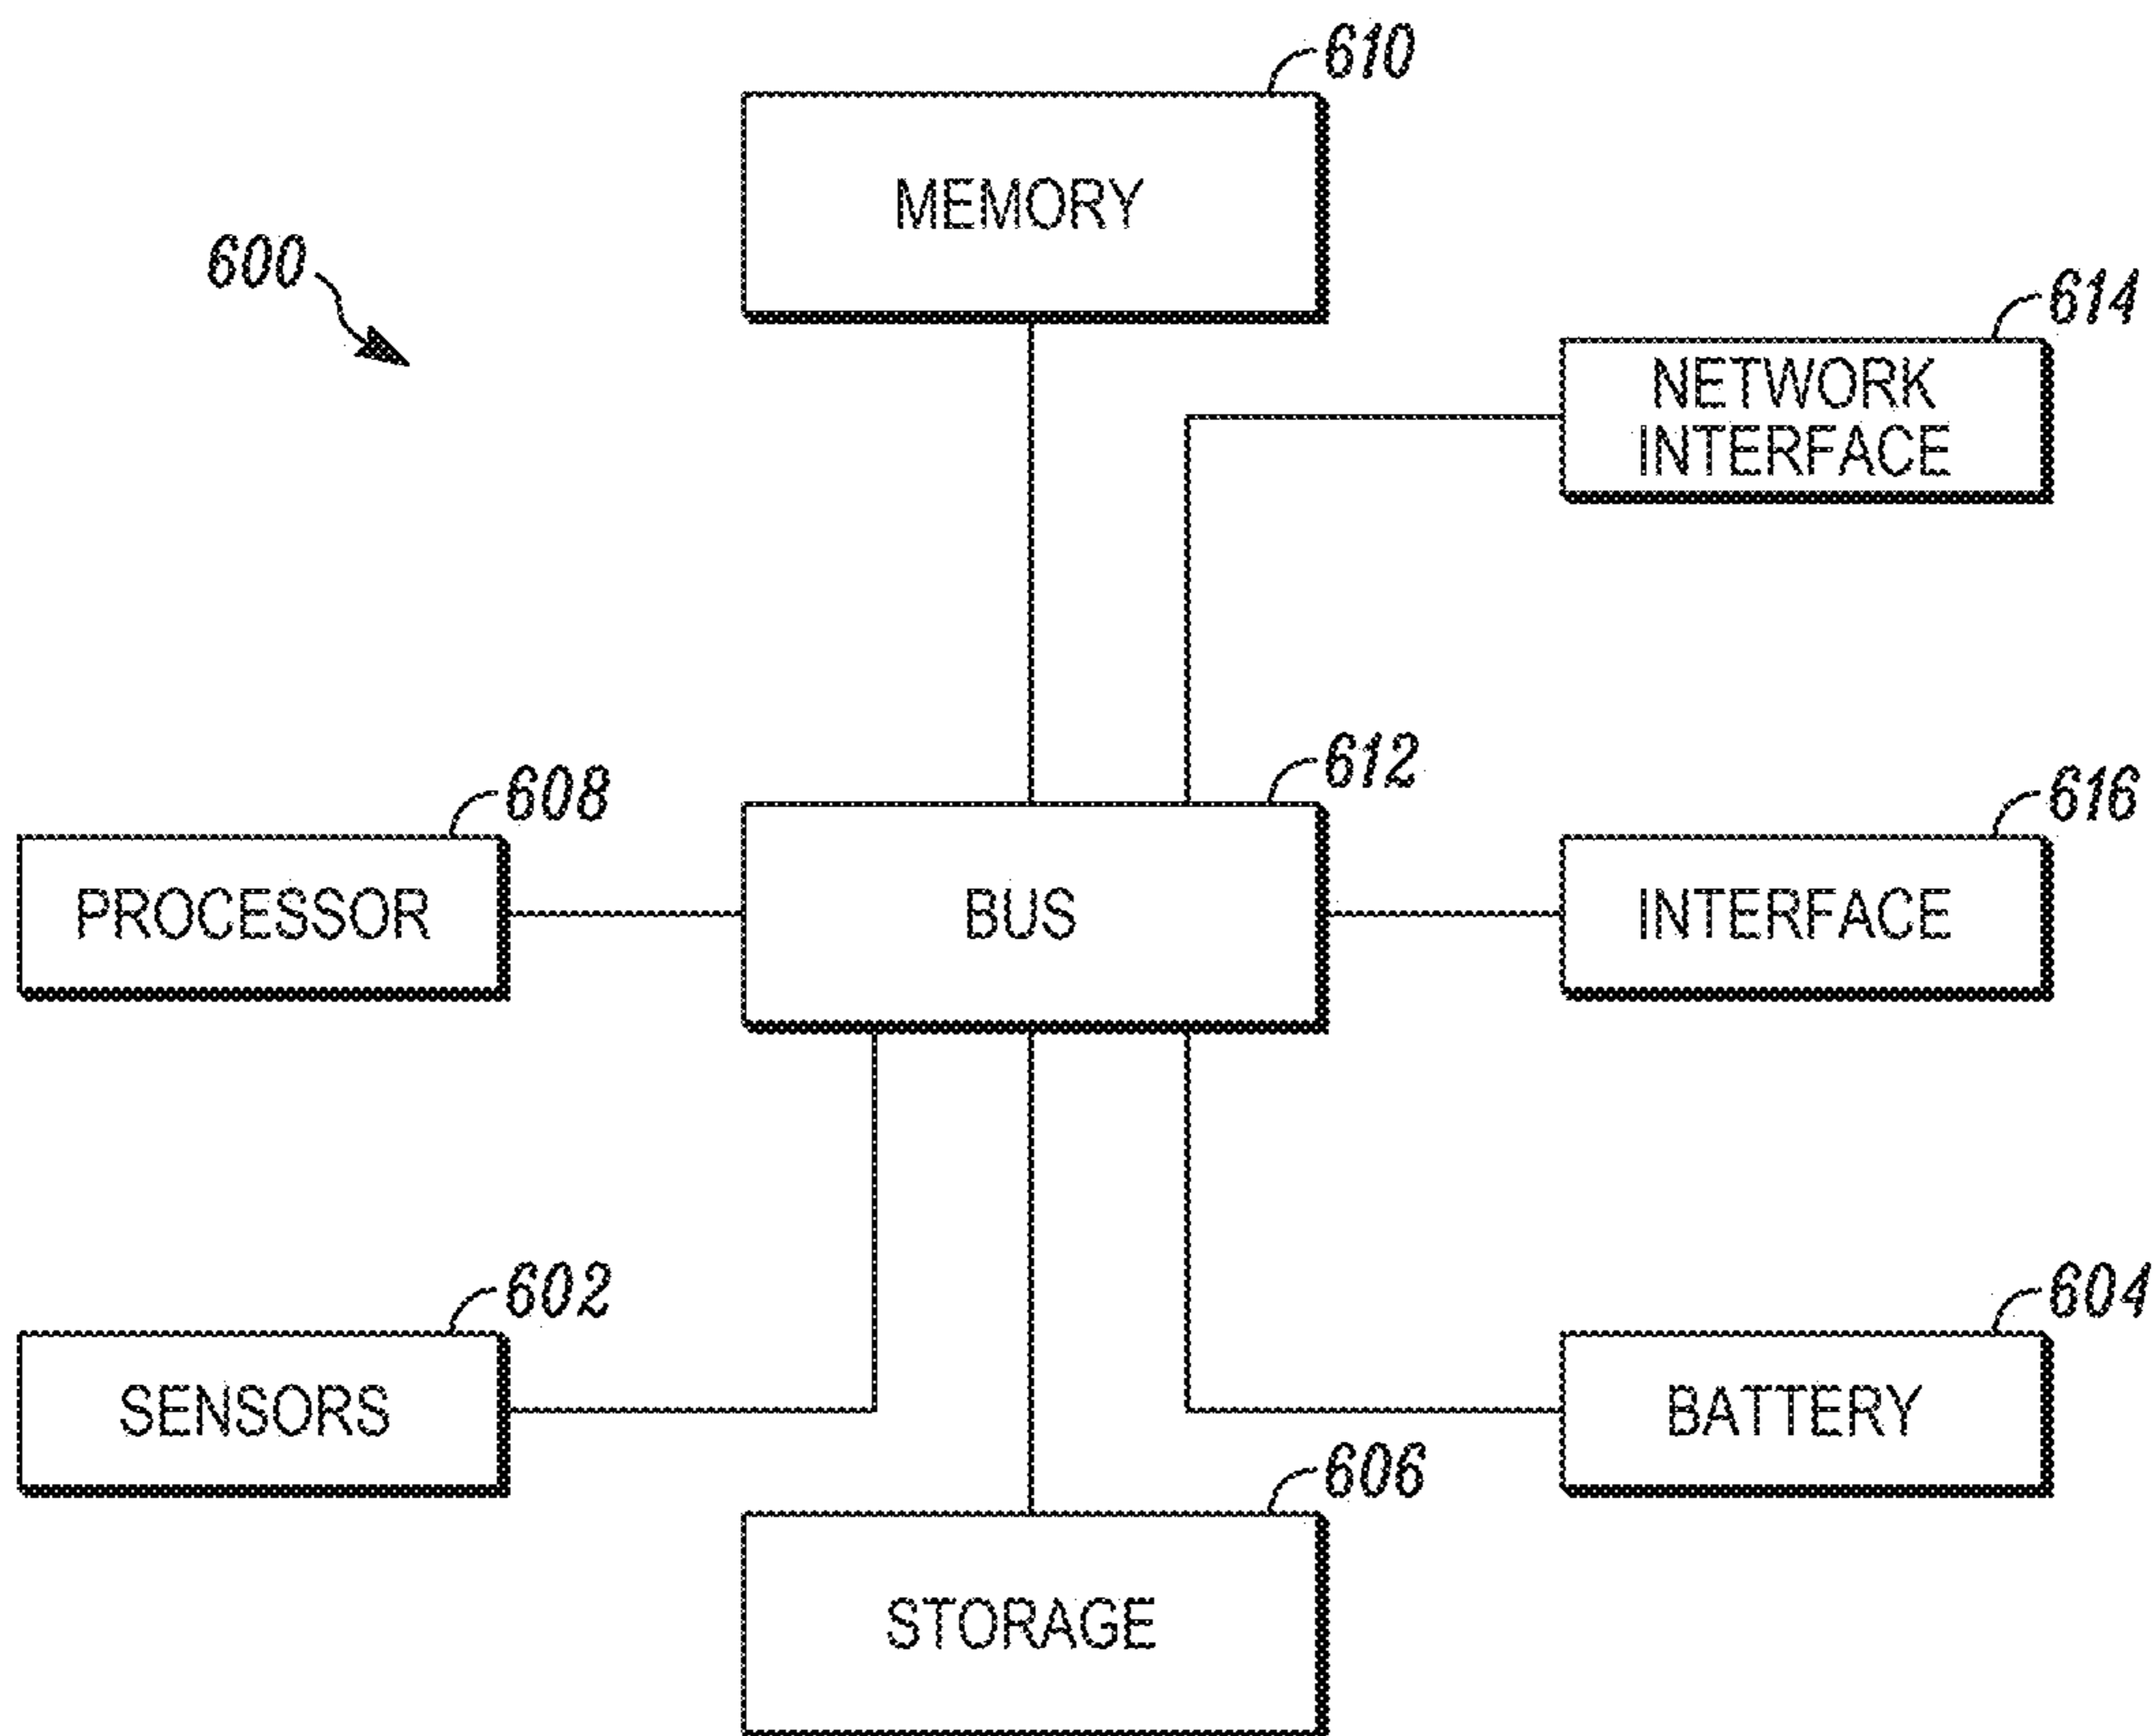 610
MEMORY
600
614
NETWORK
INTERFACE
612
608
616
PROCESSOR
BUS
INTERFACE
602
604
SENSORS
BATTERY
606
STORAGE